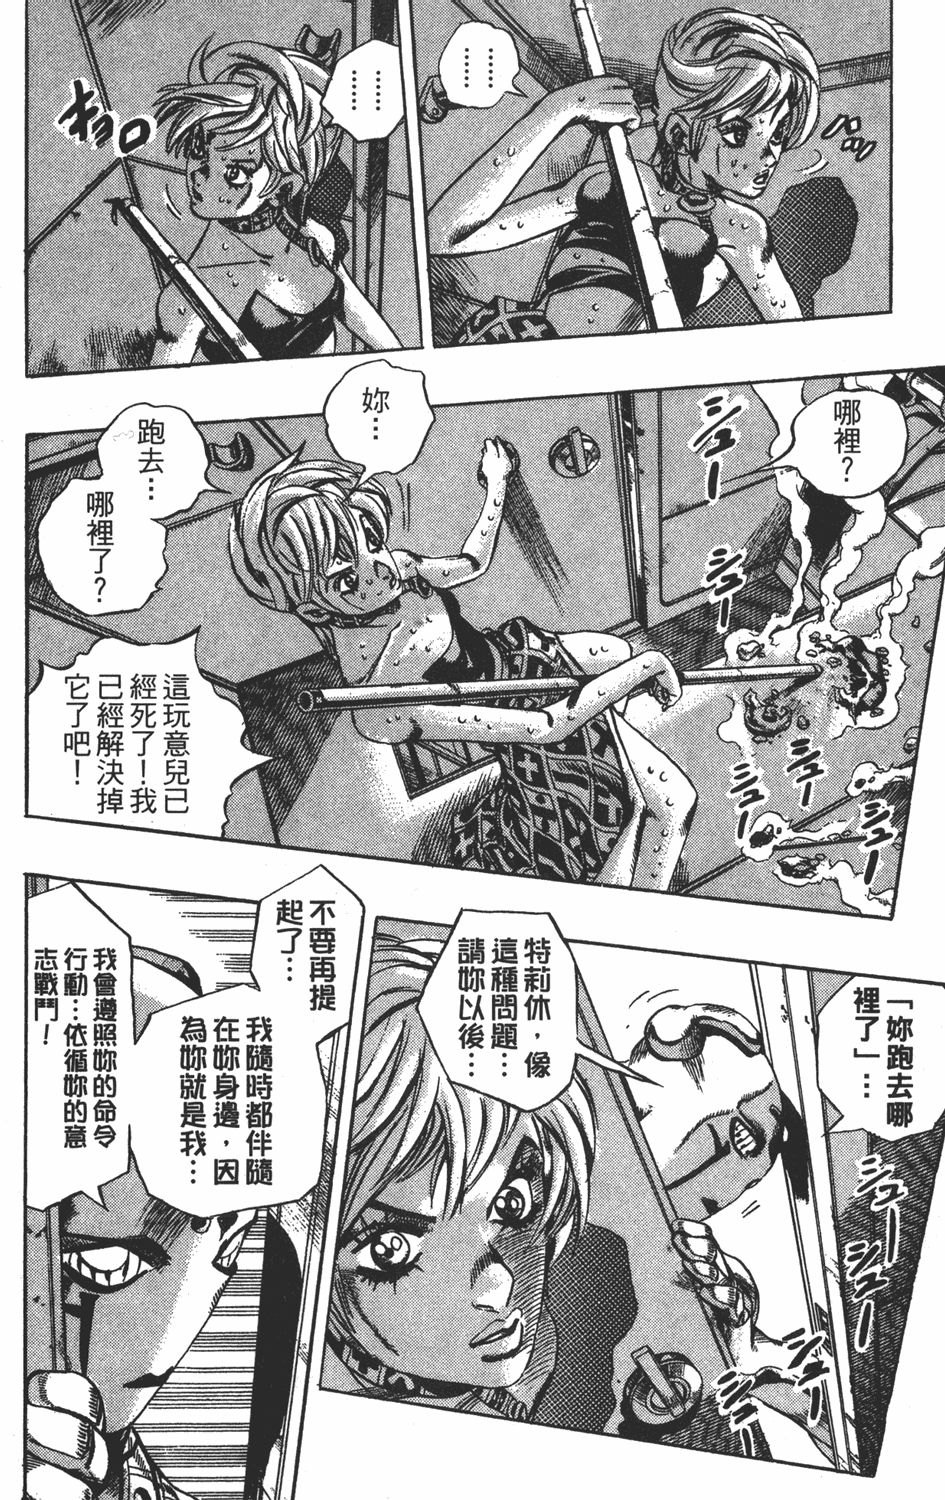 ……
……
キョロ
……
……
哪裡？
妳…
跑去…
哪裡了？
這玩意兒已
經死了！我
已經解決掉
它了吧！
シュー
シュー
シュー
シュー
「妳跑去哪
裡了」…
特莉休，像
這種問題…
請妳以後…
不要再提
起了…
我隨時都伴隨
在妳身邊，因
為妳就是我…
我會遵照妳的命令
行動…依循妳的意
志戰鬥！
シュー
シュー
シュー